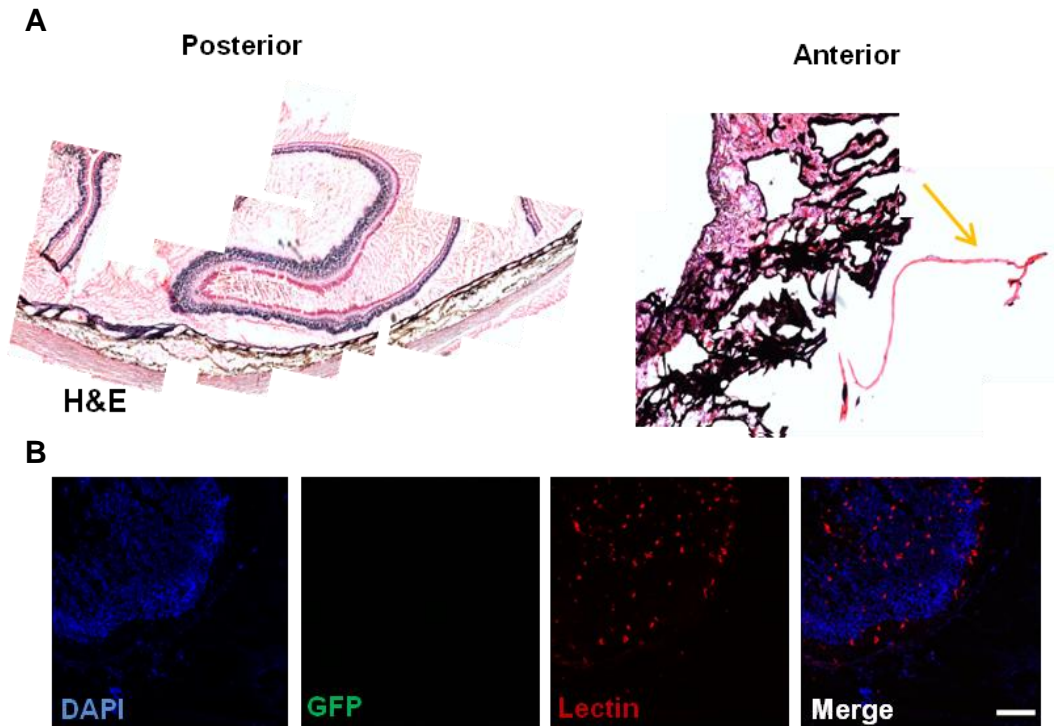 A
Posterior
Anterior
H&E
B
DAPI
GFP
Lectin
Merge